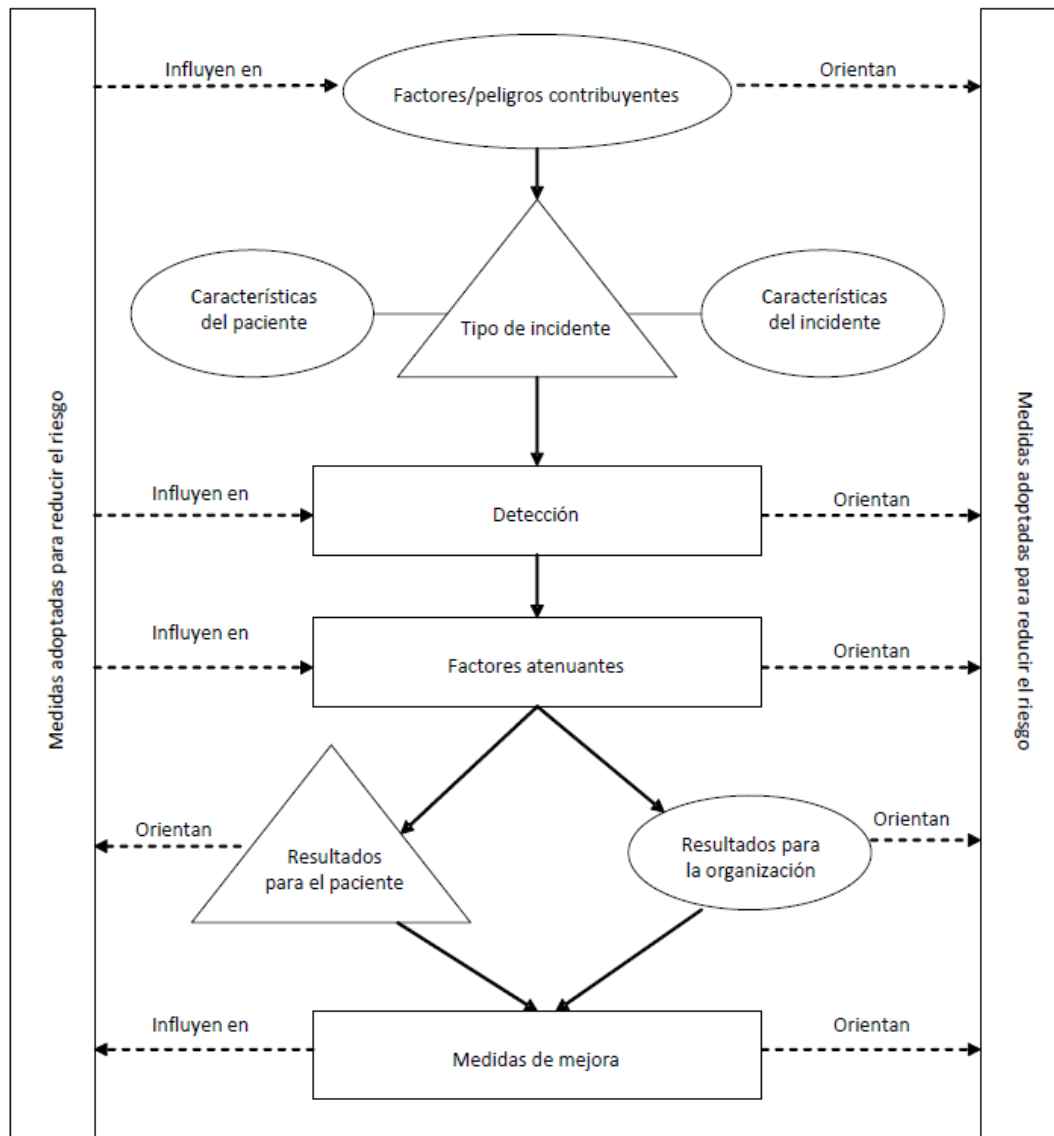 Influyen en
Factores/peligros contribuyentes
Orientan
Características
del paciente
Tipo de incidente
Características
del incidente
Medidas adoptadas para reducir el riesgo
Medidas adoptadas para reducir el riesgo
Influyen en
Detección
Orientan
Influyen en
Factores atenuantes
Orientan
Orientan
Resultados
para el paciente
Resultados para
la organización
Orientan
Influyen en
Medidas de mejora
Orientan